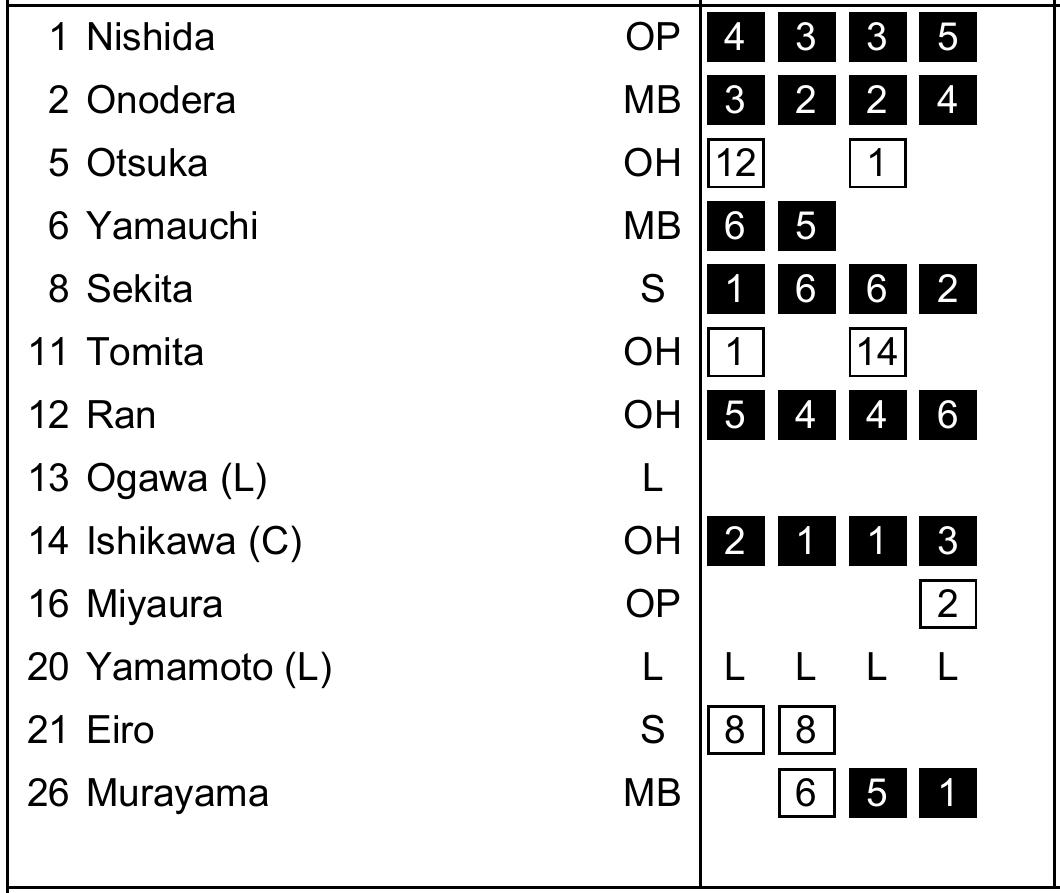 1 Nishida OP 4 3 3 5
2 Onodera MB 3 2 2 4
5 Otsuka OH 12 1
6 Yamauchi MB 6 5
8 Sekita S 1 6 6 2
11 Tomita OH 1 14
12 Ran OH 5 4 4 6
13 Ogawa (L) L
14 Ishikawa (C) OH 2 1 1 3
16 Miyaura OP 2
20 Yamamoto (L) L L L L L
21 Eiro S 8 8
26 Murayama MB 6 5 1